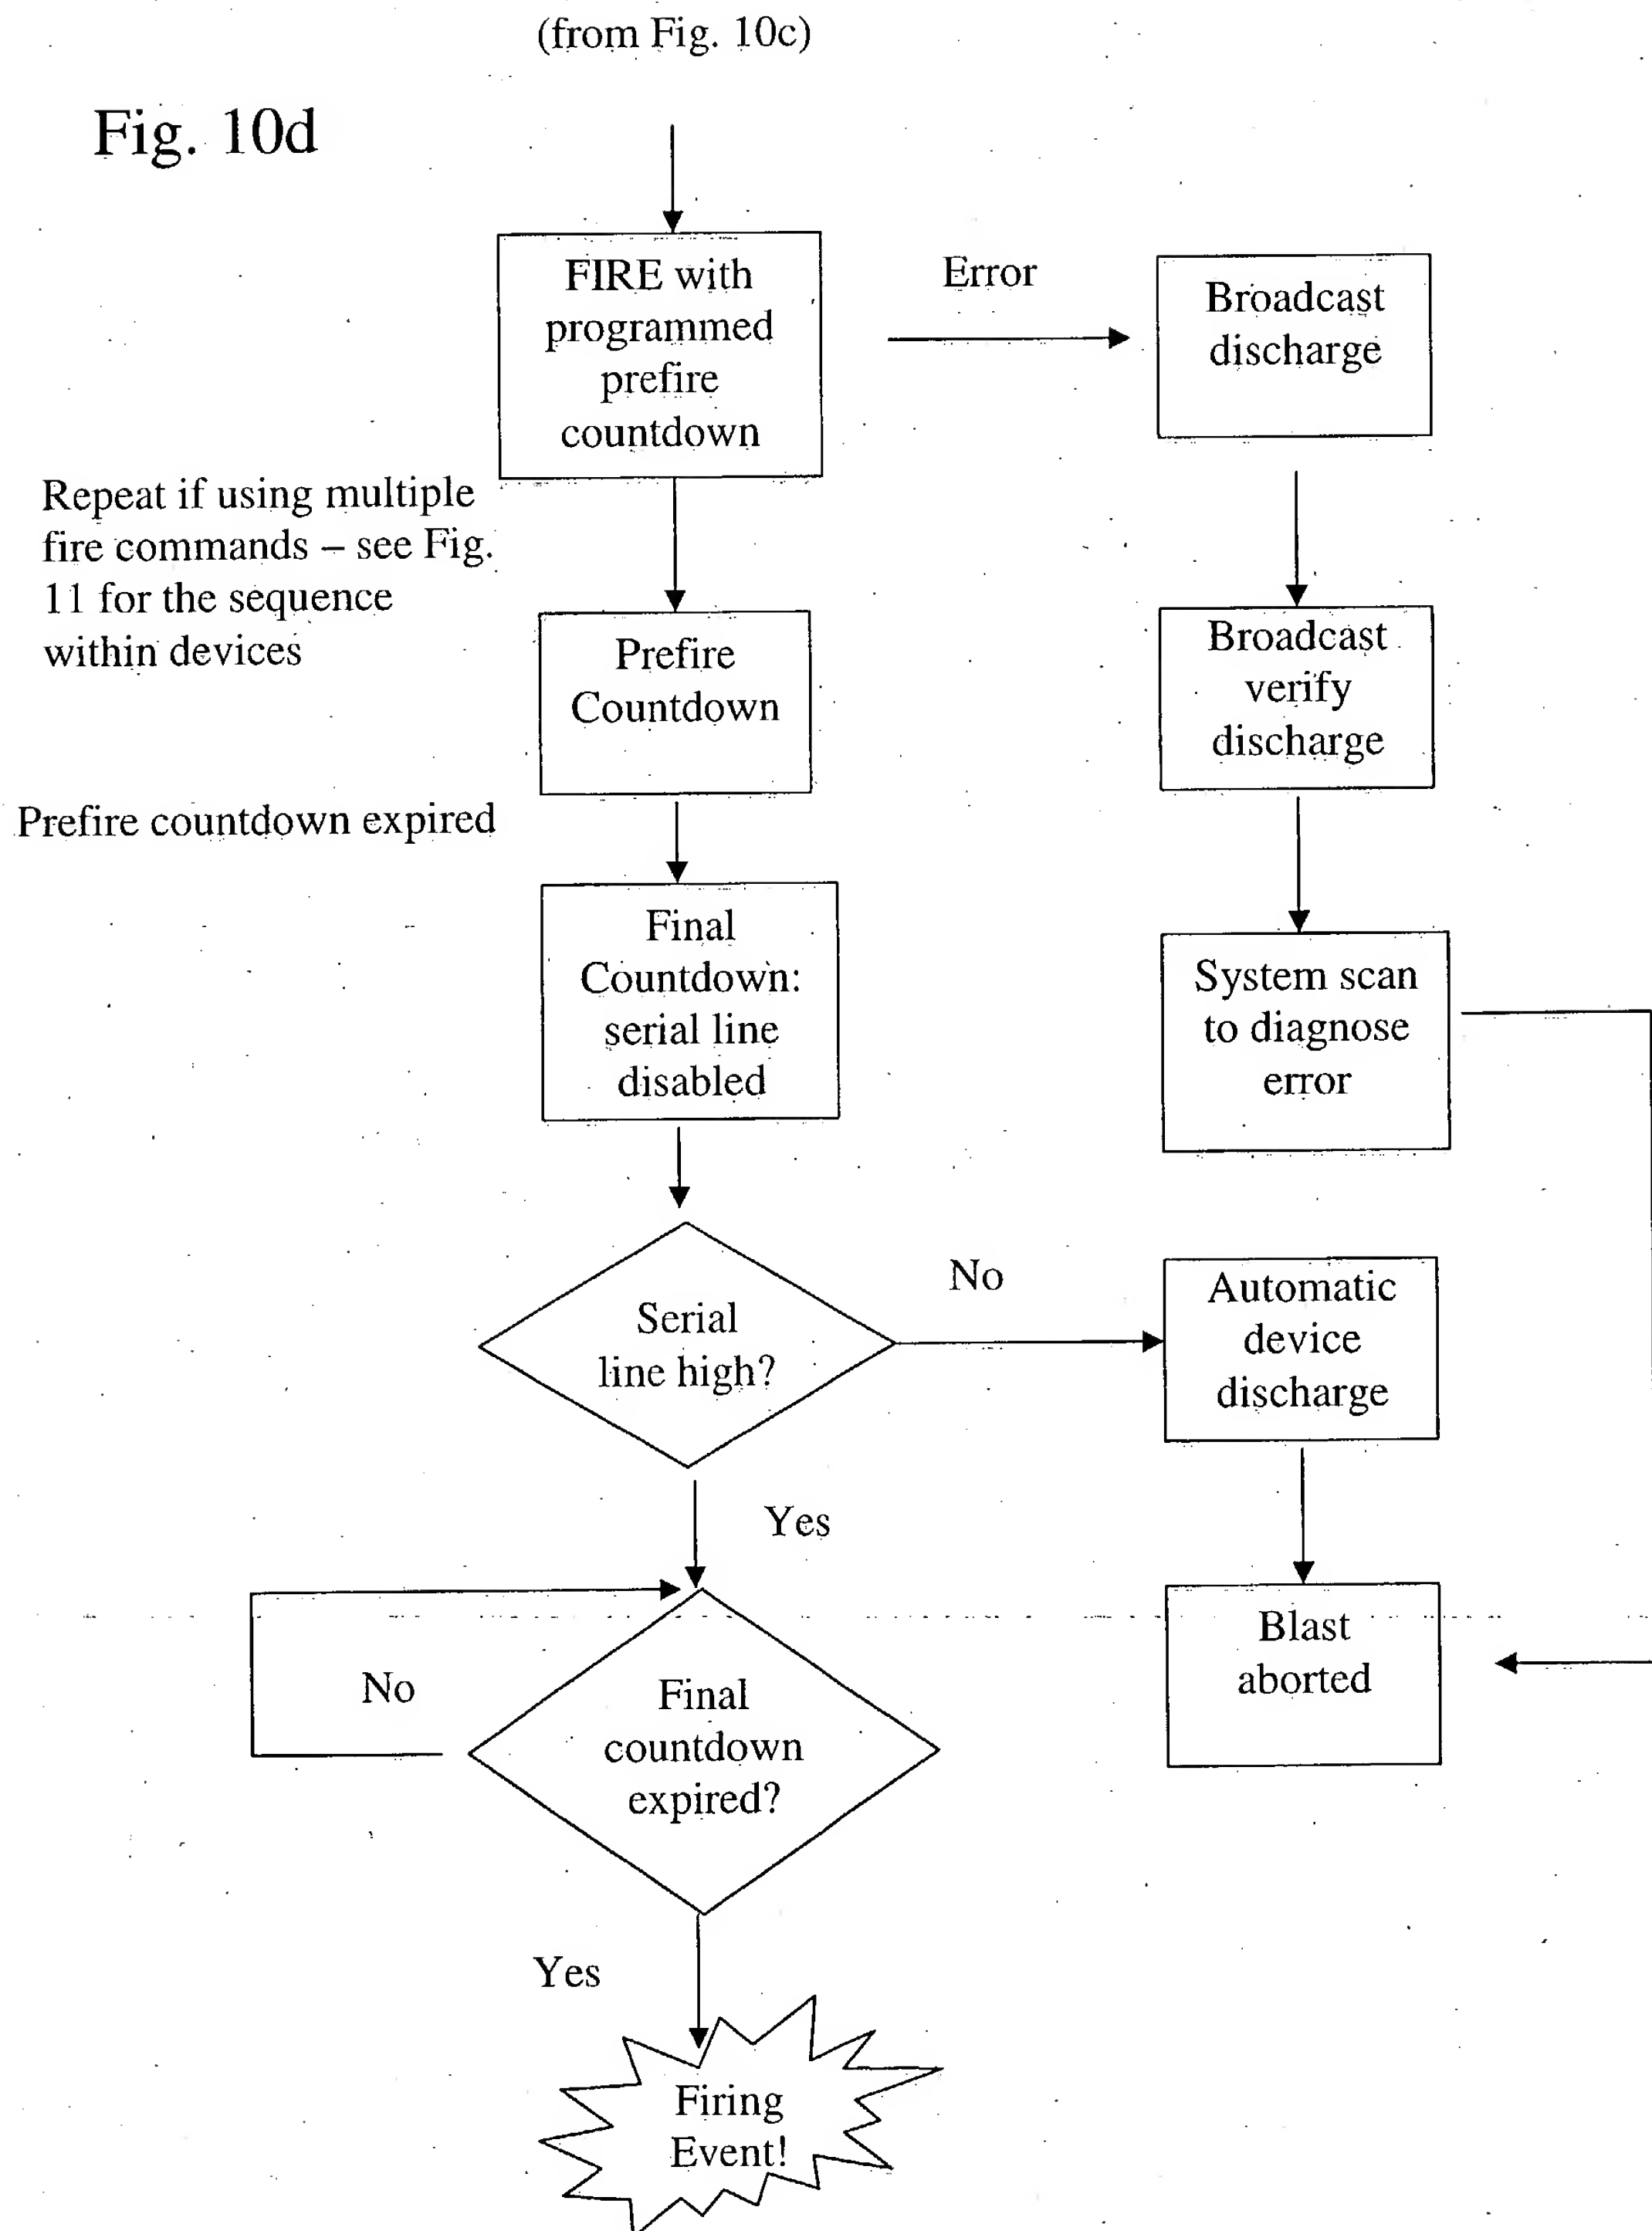 (from Fig. 10c)
Fig. 10d
FIRE with
programmed
prefire
countdown
Error
Broadcast
discharge
Repeat if using multiple
fire commands – see Fig.
11 for the sequence
within devices
Prefire
Countdown
Broadcast
verify
discharge
Prefire countdown expired
Final
Countdown:
serial line
disabled
System scan
to diagnose
error
Serial
line high?
No
Automatic
device
discharge
Yes
Blast
aborted
No
Final
countdown
expired?
Yes
Firing
Event!